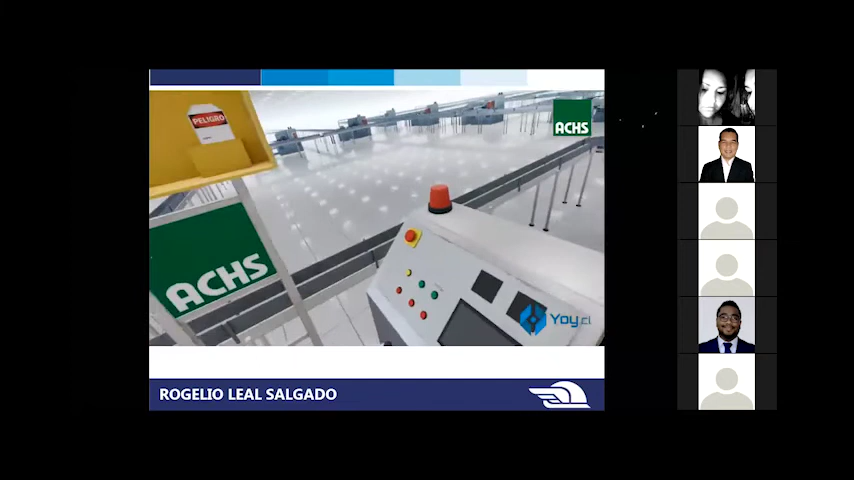 PELIGRO
ACHS
ACHS
Yoy.cl
ROGELIO LEAL SALGADO